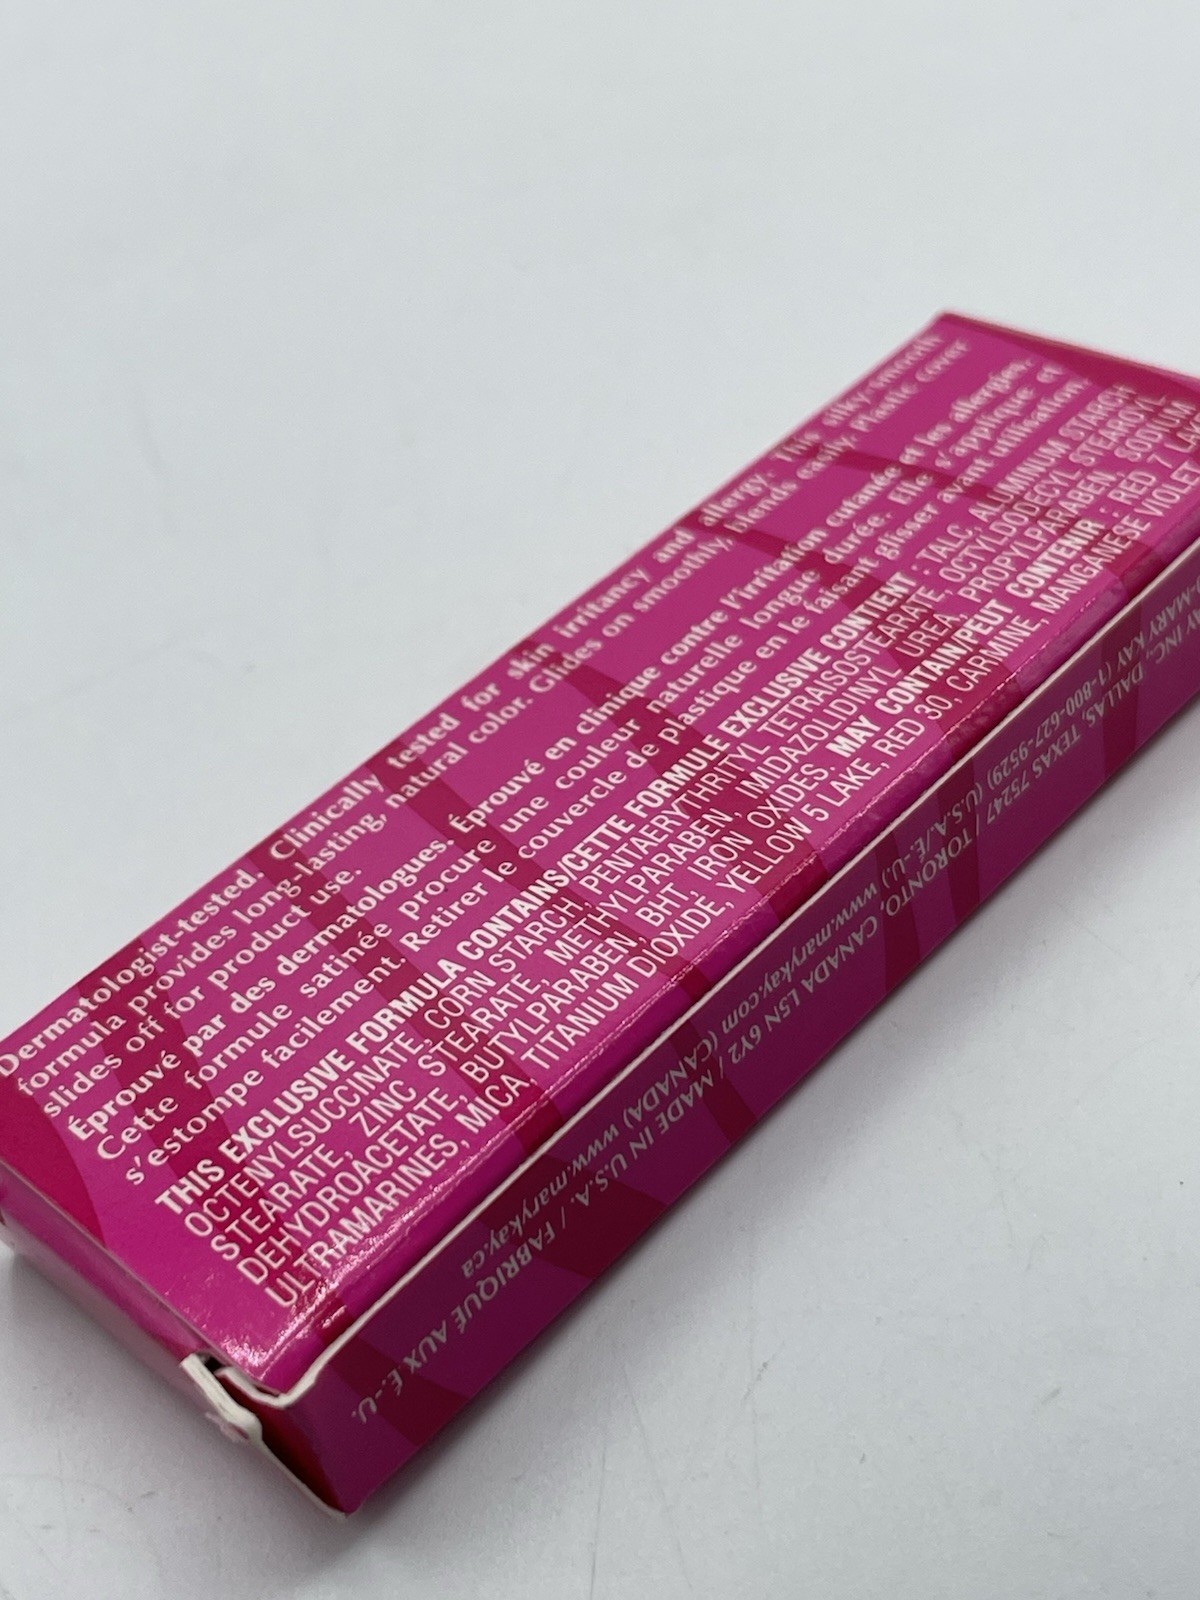 Dermatologist-tested. Clinically tested for skin irritancy and allergy. This silky-smooth
formula provides long-lasting, natural color. Glides on smoothly, blends easily. Plastic cover
slides off for product use.
Éprouvé par des dermatologues. Éprouvé en clinique contre l'irritation cutanée et les allergies.
Cette formule satinée procure une couleur naturelle longue durée. Elle s'applique et
s'estompe facilement. Retirer le couvercle de plastique en le faisant glisser avant utilisation.
THIS EXCLUSIVE FORMULA CONTAINS/CETTE FORMULE EXCLUSIVE CONTIENT : TALC, ALUMINUM STARCH
OCTENYLSUCCINATE, CORN STARCH, PENTAERYTHRITYL TETRAISOSTEARATE, OCTYLDODECYL STEAROYL
STEARATE, ZINC STEARATE, METHYLPARABEN, IMIDAZOLIDINYL UREA, PROPYLPARABEN, SODIUM
DEHYDROACETATE, BUTYLPARABEN, BHT, IRON OXIDES. MAY CONTAIN/PEUT CONTENIR : RED 7 LAKE
ULTRAMARINES, MICA, TITANIUM DIOXIDE, YELLOW 5 LAKE, RED 30, CARMINE, MANGANESE VIOLET
INC, DALLAS, TEXAS 75247 / TORONTO, CANADA L5N 6Y2 / MADE IN U.S.A. / FABRIQUÉ AUX É.-U.
MARY KAY (1-800-627-9529) (U.S.A./É.-U.) www.marykay.com (CANADA) www.marykay.ca